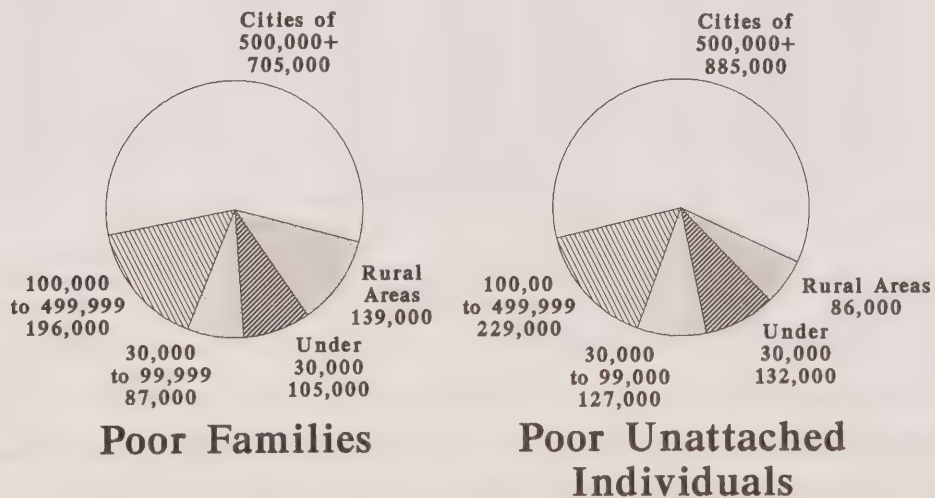 Cities of
500,000+
705,000
100,000
to 499,999
196,000
30,000
to 99,999
87,000
Under
30,000
105,000
Rural
Areas
139,000
Poor Families
Cities of
500,000+
885,000
100,00
to 499,999
229,000
30,000
to 99,000
127,000
Under
30,000
132,000
Rural Areas
86,000
Poor Unattached
Individuals